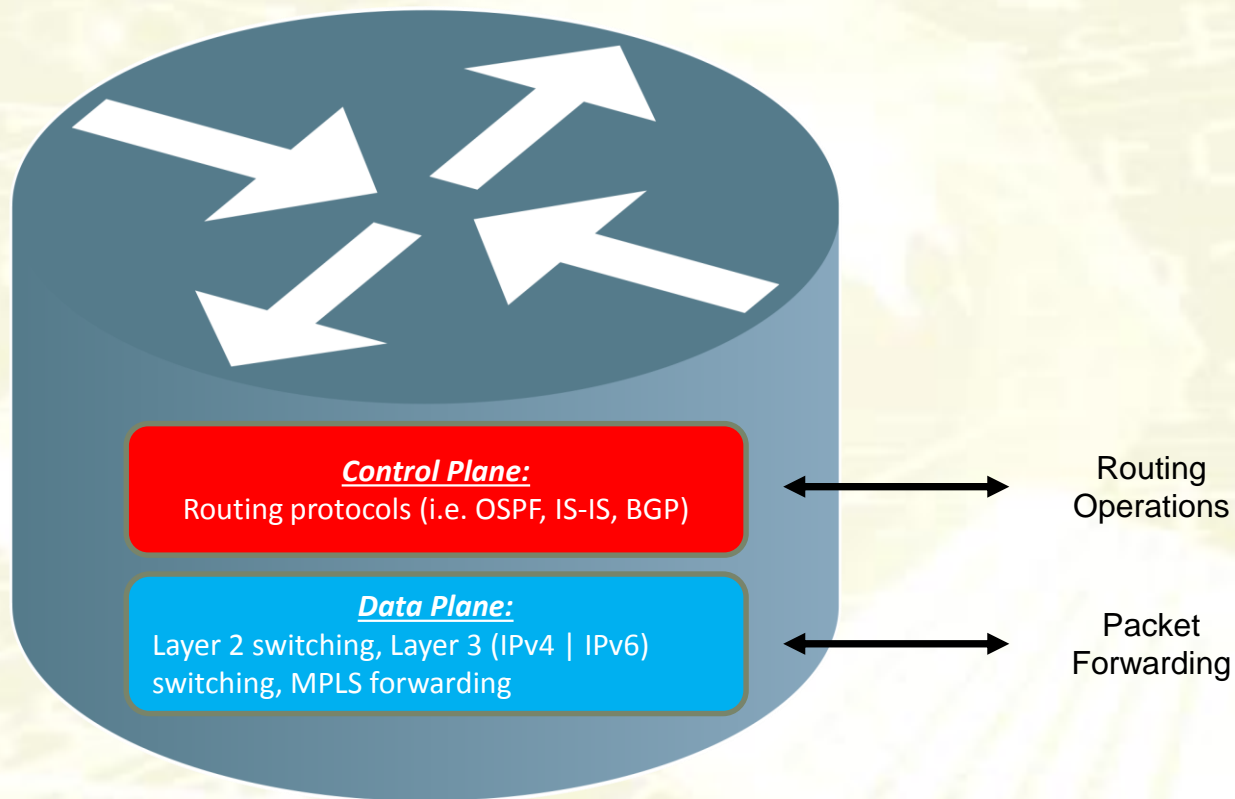 Control Plane:
Routing protocols (i.e. OSPF, IS-IS, BGP)
Routing
Operations
Data Plane:
Layer 2 switching, Layer 3 (IPv4 | IPv6)
switching, MPLS forwarding
Packet
Forwarding